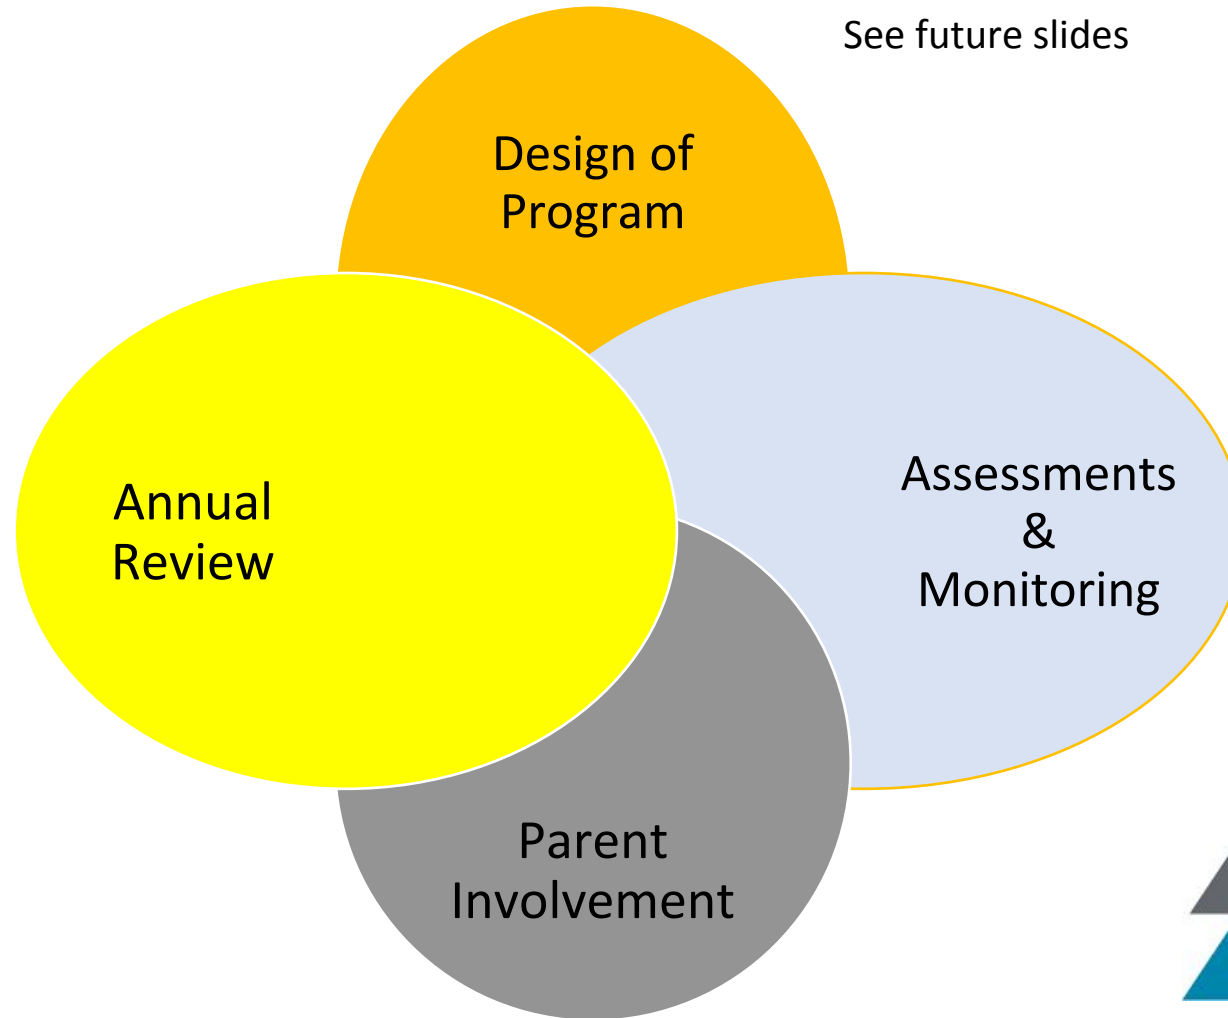 See future slides
Design of
Program
Annual
Review
Assessments
&
Monitoring
Parent
Involvement